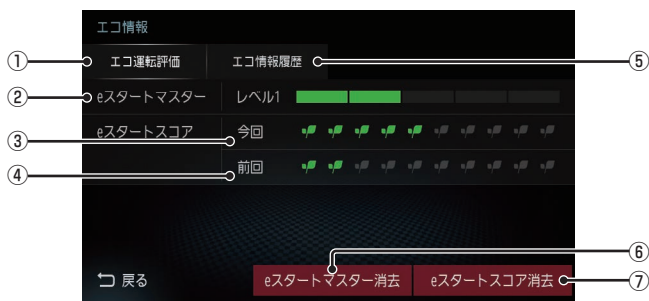 エコ情報
① エコ運転評価 エコ情報履歴 ⑤
② eスタートマスター レベル1
eスタートスコア 今回
③
前回
④
⑥
戻る eスタートマスター消去 eスタートスコア消去 ⑦